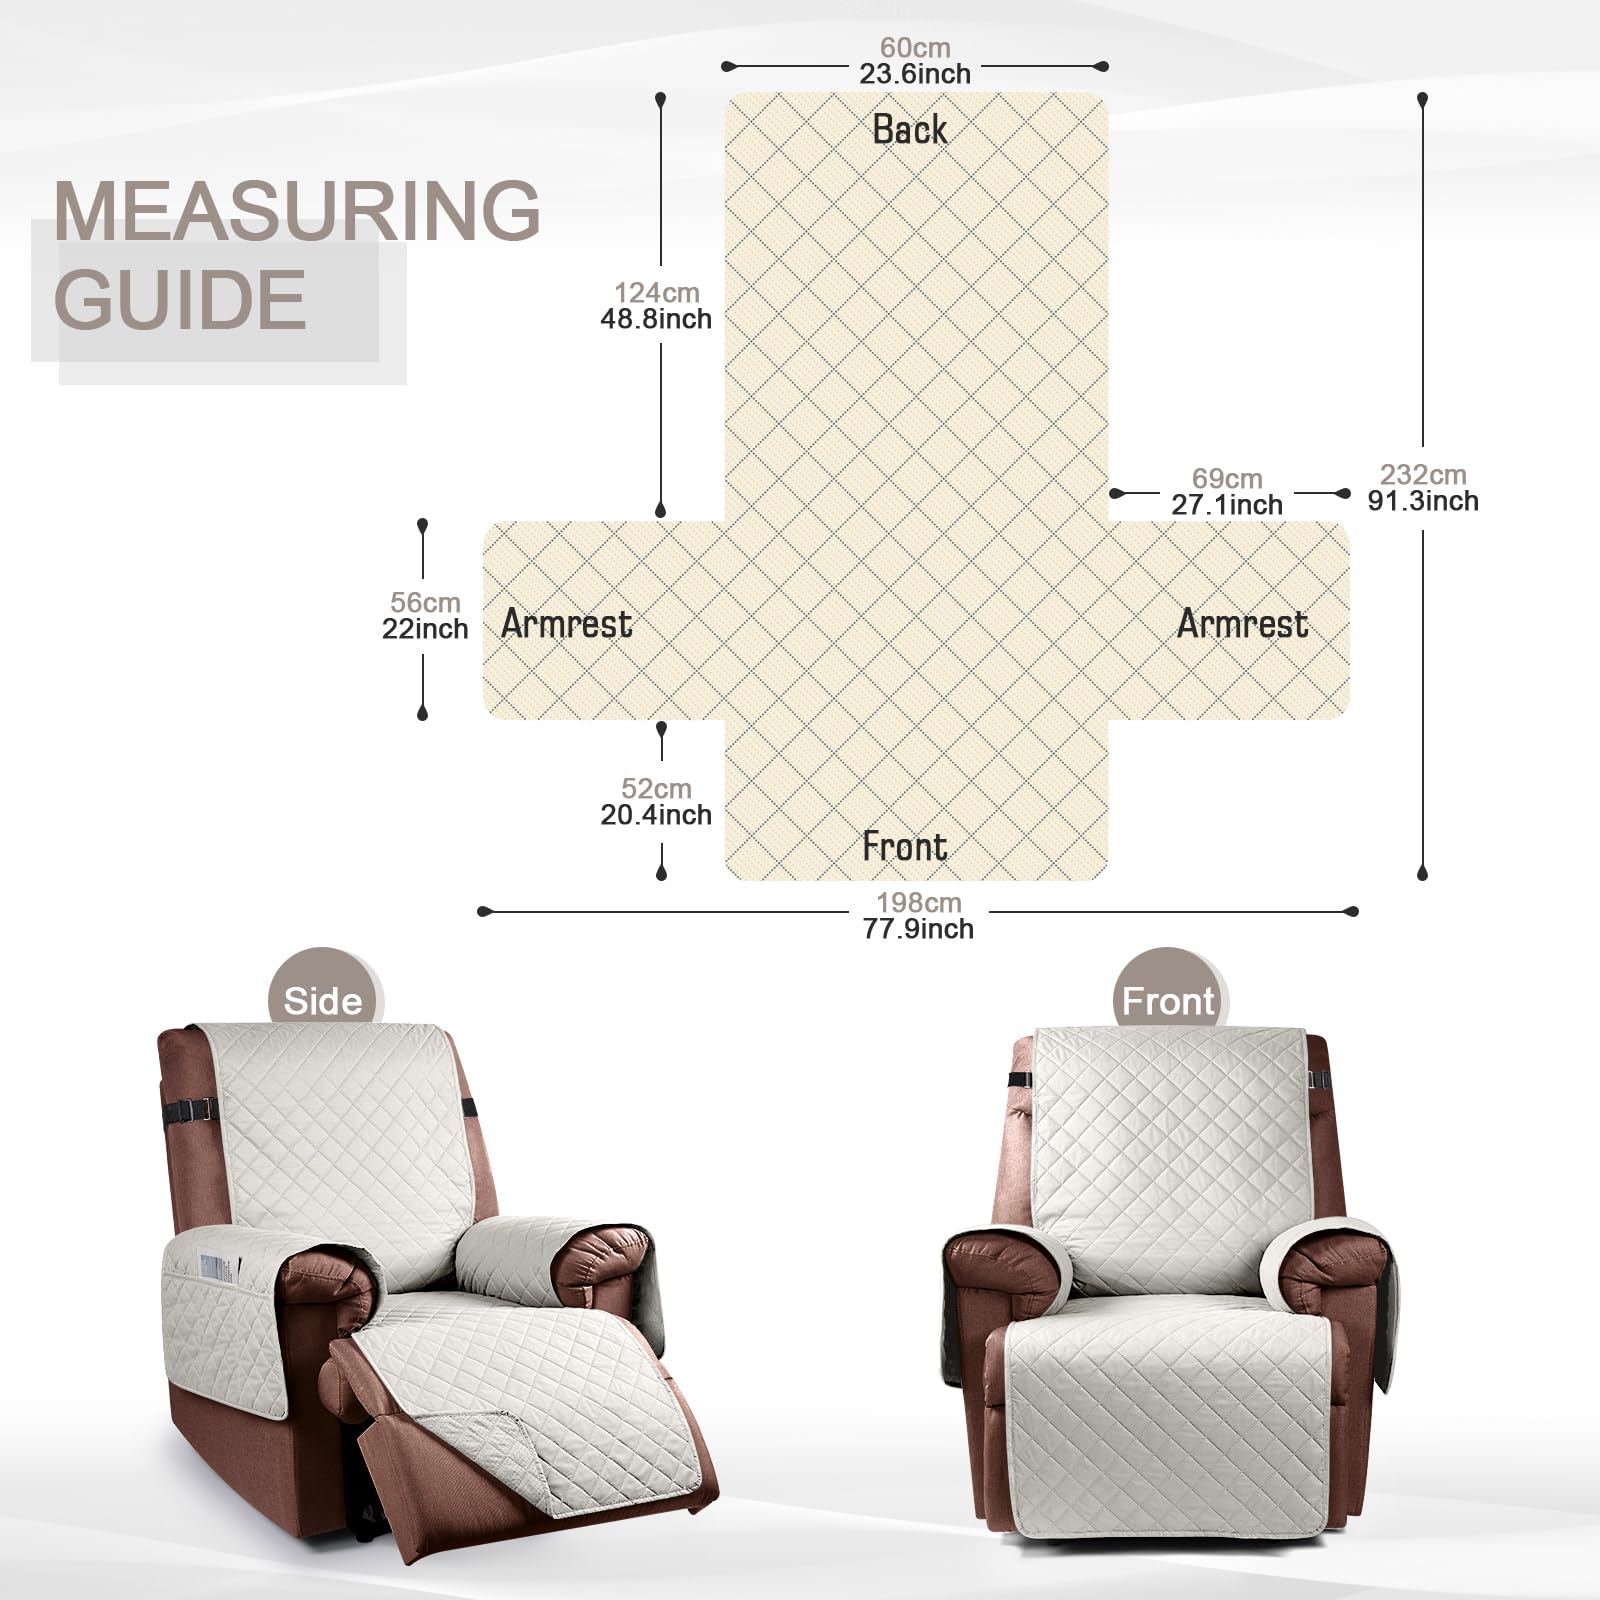 60cm
23.6inch
Back
MEASURING
GUIDE
124cm
48.8inch
69cm
27.1inch
232cm
91.3inch
56cm
22inch
Armrest
Armrest
52cm
20.4inch
Front
198cm
77.9inch
Side
Front